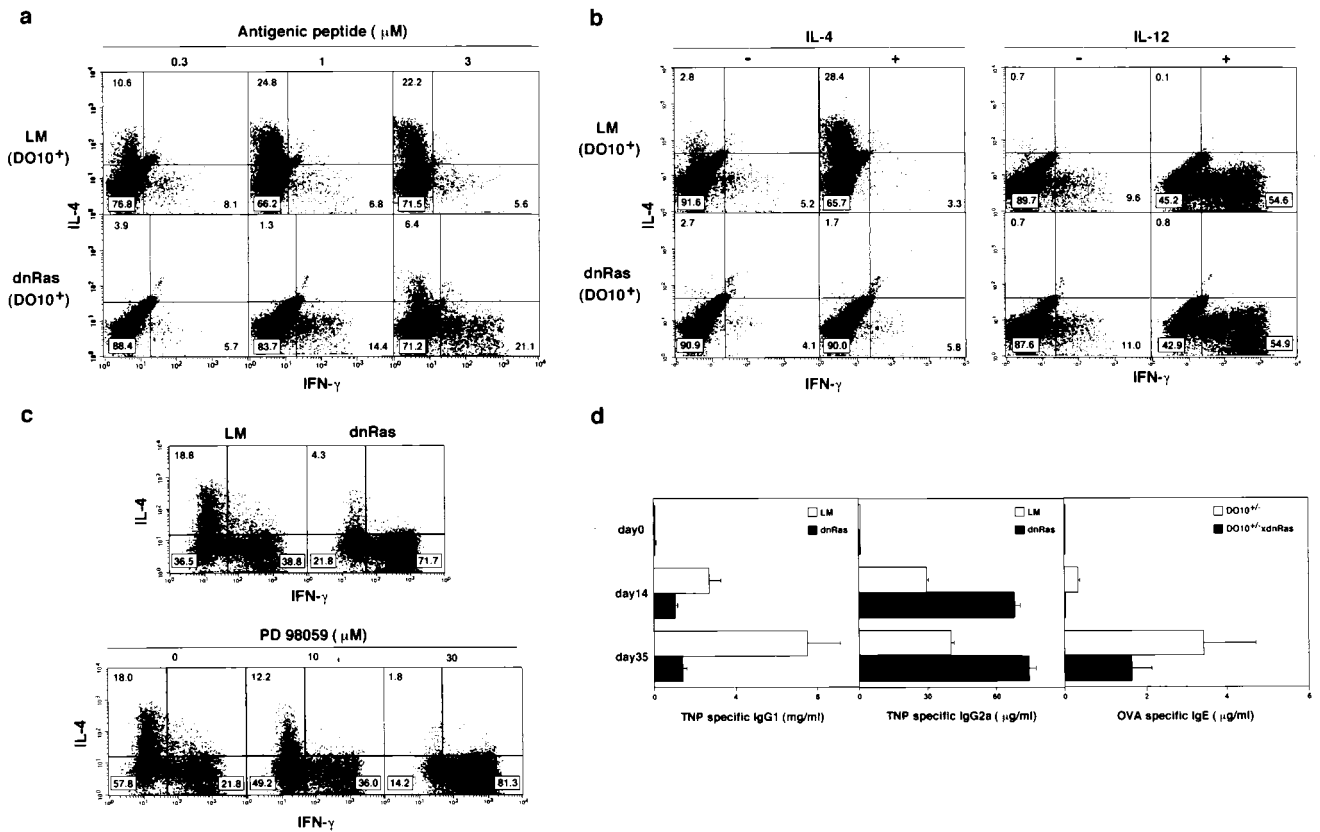 a
Antigenic peptide ( μM)
0.3 1 3
10.6 24.8 22.2
LM
(DO10+)
76.8 8.1 66.2 6.8 71.5 5.6
3.9 1.3 6.4
dnRas
(DO10+)
88.4 5.7 83.7 14.4 71.2 21.1
IL-4
IFN-γ
b
IL-4 IL-12
- + - +
2.8 28.4 0.7 0.1
LM
(DO10+)
91.6 5.2 65.7 3.3 89.7 9.6 45.2 54.6
2.7 1.7 0.7 0.8
dnRas
(DO10+)
90.9 4.1 90.0 5.8 87.6 11.0 42.9 54.9
IL-4
IFN-γ IFN-γ
c
LM dnRas
18.8 4.3
36.5 38.8 21.8 71.7
IL-4
IFN-γ
PD 98059 ( μM)
0 10 30
18.0 12.2 1.8
57.8 21.8 49.2 36.0 14.2 81.3
IL-4
IFN-γ
d
LM LM DO10+/-
dnRas dnRas DO10+/-xdnRas
day0
day14
day35
0 4 0 30 60 0 2 4 6
TNP specific IgG1 (mg/ml) TNP specific IgG2a ( μg/ml) OVA specific IgE ( μg/ml)